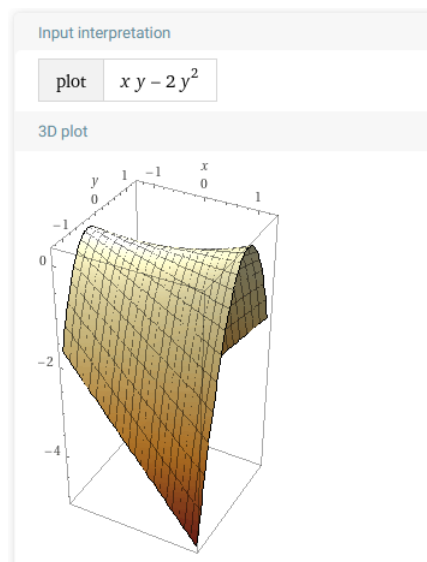 Input interpretation
plot x y – 2 y²
3D plot
x
y 1 –1 0
0 1
–1
0
–2
–4